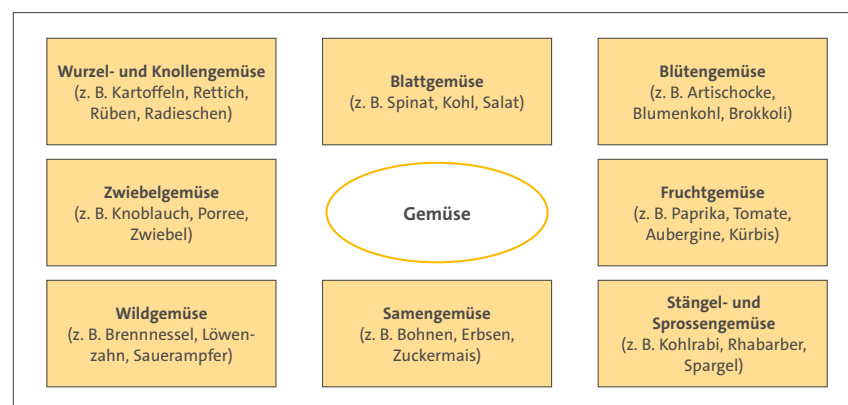 Wurzel- und Knollengemüse
(z. B. Kartoffeln, Rettich,
Rüben, Radieschen)
Blattgemüse
(z. B. Spinat, Kohl, Salat)
Blütengemüse
(z. B. Artischocke,
Blumenkohl, Brokkoli)
Zwiebelgemüse
(z. B. Knoblauch, Porree,
Zwiebel)
Gemüse
Fruchtgemüse
(z. B. Paprika, Tomate,
Aubergine, Kürbis)
Wildgemüse
(z. B. Brennnessel, Löwen-
zahn, Sauerampfer)
Samengemüse
(z. B. Bohnen, Erbsen,
Zuckermais)
Stängel- und
Sprossengemüse
(z. B. Kohlrabi, Rhabarber,
Spargel)